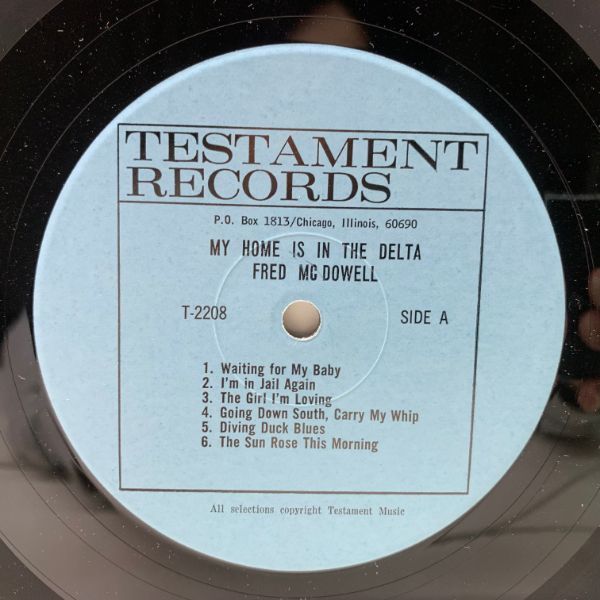 TESTAMENT
RECORDS
P.O. Box 1813/Chicago, Illinois, 60690
MY HOME IS IN THE DELTA
FRED MC DOWELL
T-2208
SIDE A
1. Waiting for My Baby
2. I'm in Jail Again
3. The Girl I'm Loving
4. Going Down South, Carry My Whip
5. Diving Duck Blues
6. The Sun Rose This Morning
All selections copyright Testament Music